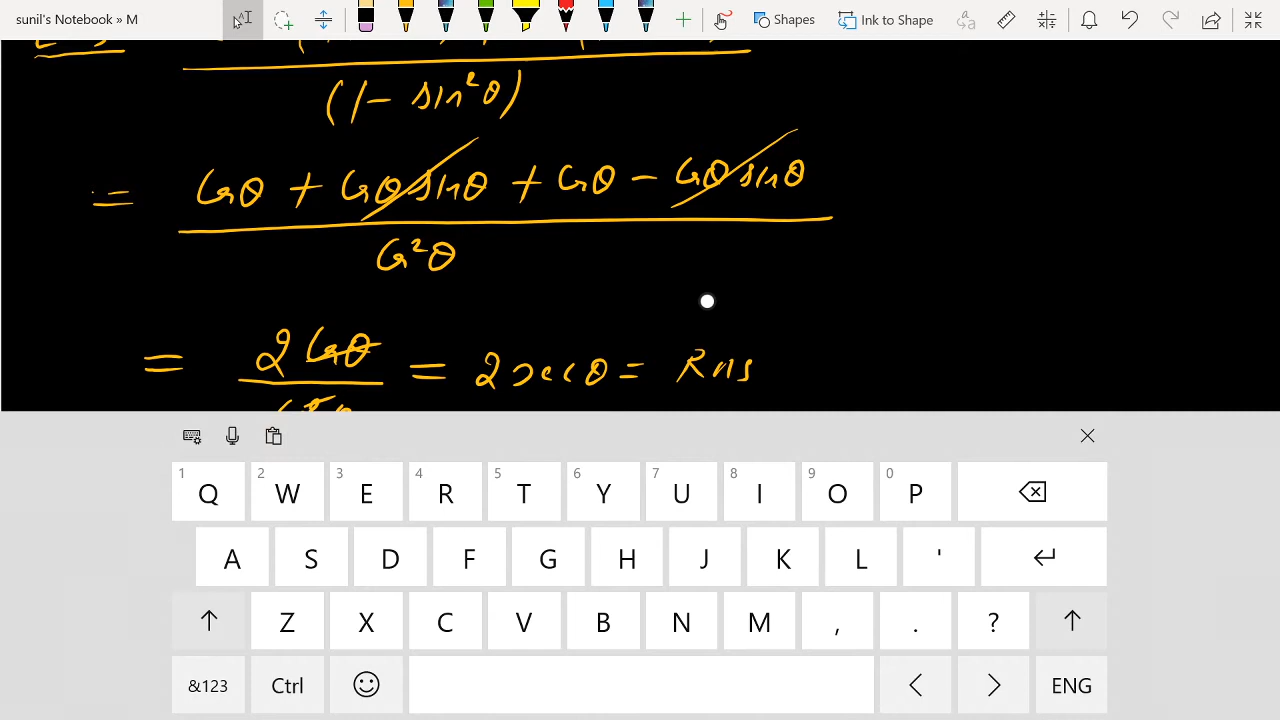 sunil's Notebook » M
Shapes
Ink to Shape
(1 - sin²θ)
= Cosθ + Cosθ sinθ + Cosθ - Cosθ sinθ
Cos²θ
= 2 Cosθ = 2 secθ = RHS
1 Q 2 W 3 E 4 R 5 T 6 Y 7 U 8 I 9 O 0 P
A S D F G H J K L '
Z X C V B N M , . ?
&123 Ctrl ENG